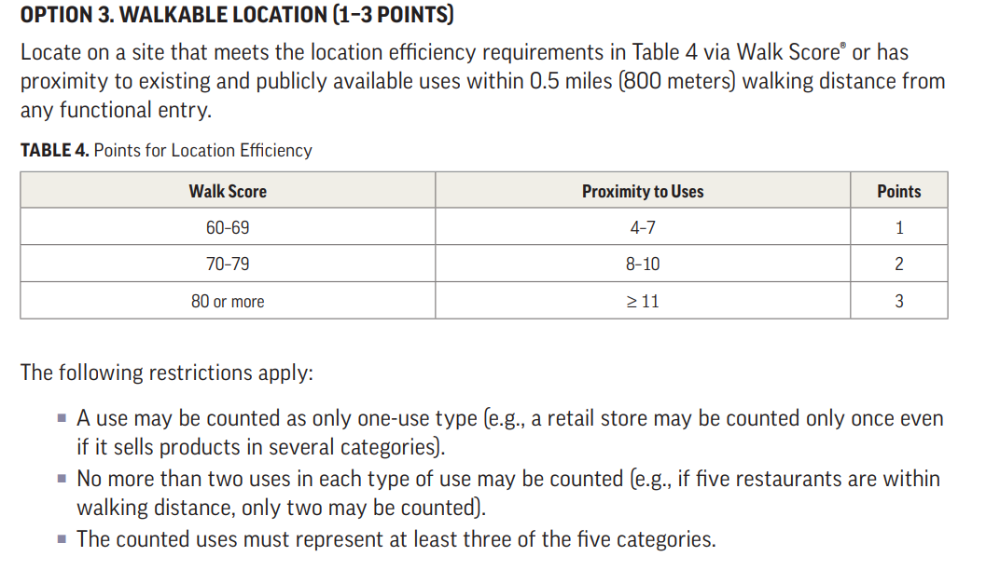 OPTION 3. WALKABLE LOCATION (1–3 POINTS)
Locate on a site that meets the location efficiency requirements in Table 4 via Walk Score® or has
proximity to existing and publicly available uses within 0.5 miles (800 meters) walking distance from
any functional entry.
TABLE 4. Points for Location Efficiency
Walk Score Proximity to Uses Points
60–69 4–7 1
70–79 8–10 2
80 or more ≥ 11 3
The following restrictions apply:
▪ A use may be counted as only one-use type (e.g., a retail store may be counted only once even
if it sells products in several categories).
▪ No more than two uses in each type of use may be counted (e.g., if five restaurants are within
walking distance, only two may be counted).
▪ The counted uses must represent at least three of the five categories.